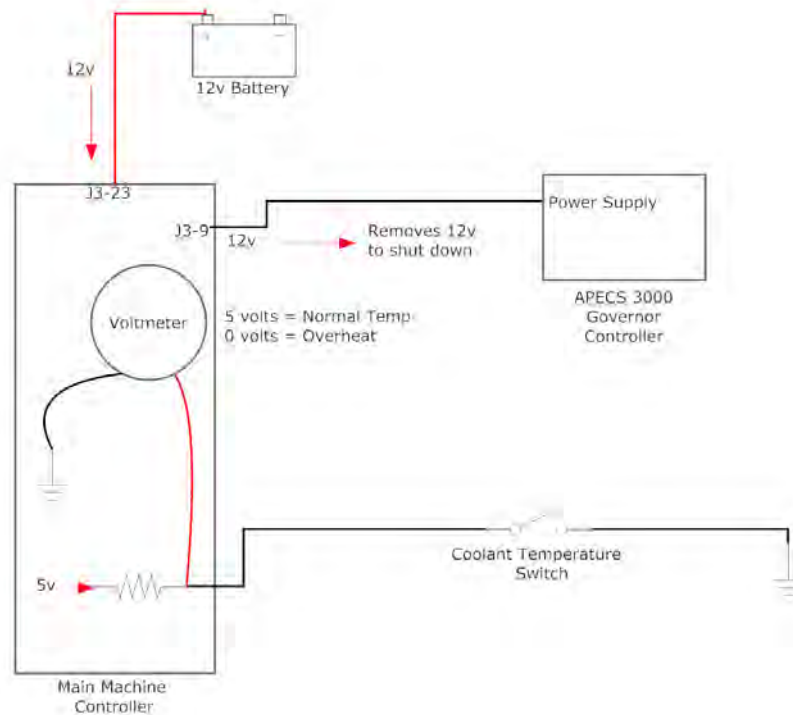 12v
12v Battery
J3-23
J3-9
12v
Removes 12v
to shut down
Power Supply
APECS 3000
Governor
Controller
Voltmeter
5 volts = Normal Temp
0 volts = Overheat
5v
Coolant Temperature
Switch
Main Machine
Controller